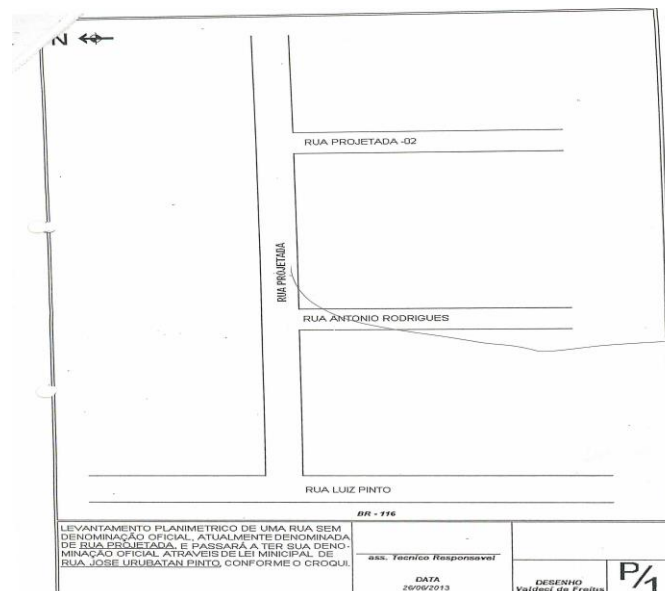 N
RUA PROJETADA -02
RUA PROJETADA
RUA ANTONIO RODRIGUES
RUA LUIZ PINTO
BR - 116
LEVANTAMENTO PLANIMETRICO DE UMA RUA SEM
DENOMINAÇÃO OFICIAL, ATUALMENTE DENOMINADA
DE RUA PROJETADA, E PASSARÁ A TER SUA DENO-
MINAÇÃO OFICIAL ATRAVEIS DE LEI MINICIPAL DE
RUA JOSE URUBATAN PINTO, CONFORME O CROQUI.
ass. Tecnico Responsavel
DATA
26/06/2013
DESENHO
Valdeci de Freitas
P/1